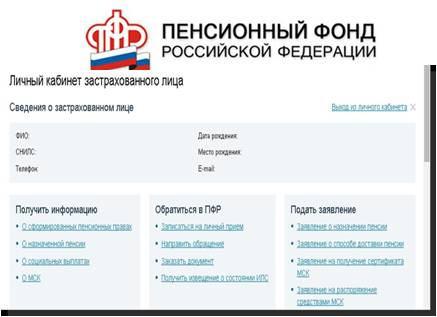 ПЕНСИОННЫЙ ФОНД
РОССИЙСКОЙ ФЕДЕРАЦИИ
Личный кабинет застрахованного лица
Сведения о застрахованном лице
Выход из личного кабинета ×
ФИО:
Дата рождения:
СНИЛС:
Место рождения:
Телефон:
E-mail:
Получить информацию
• О сформированных пенсионных правах
• О назначенной пенсии
• О социальных выплатах
• О МСК
Обратиться в ПФР
• Записаться на личный прием
• Направить обращение
• Заказать документ
• Получить извещение о состоянии ИЛС
Подать заявление
• Заявление о назначении пенсии
• Заявление о способе доставки пенсии
• Заявление на получение сертификата
МСК
• Заявление на распоряжение
средствами МСК